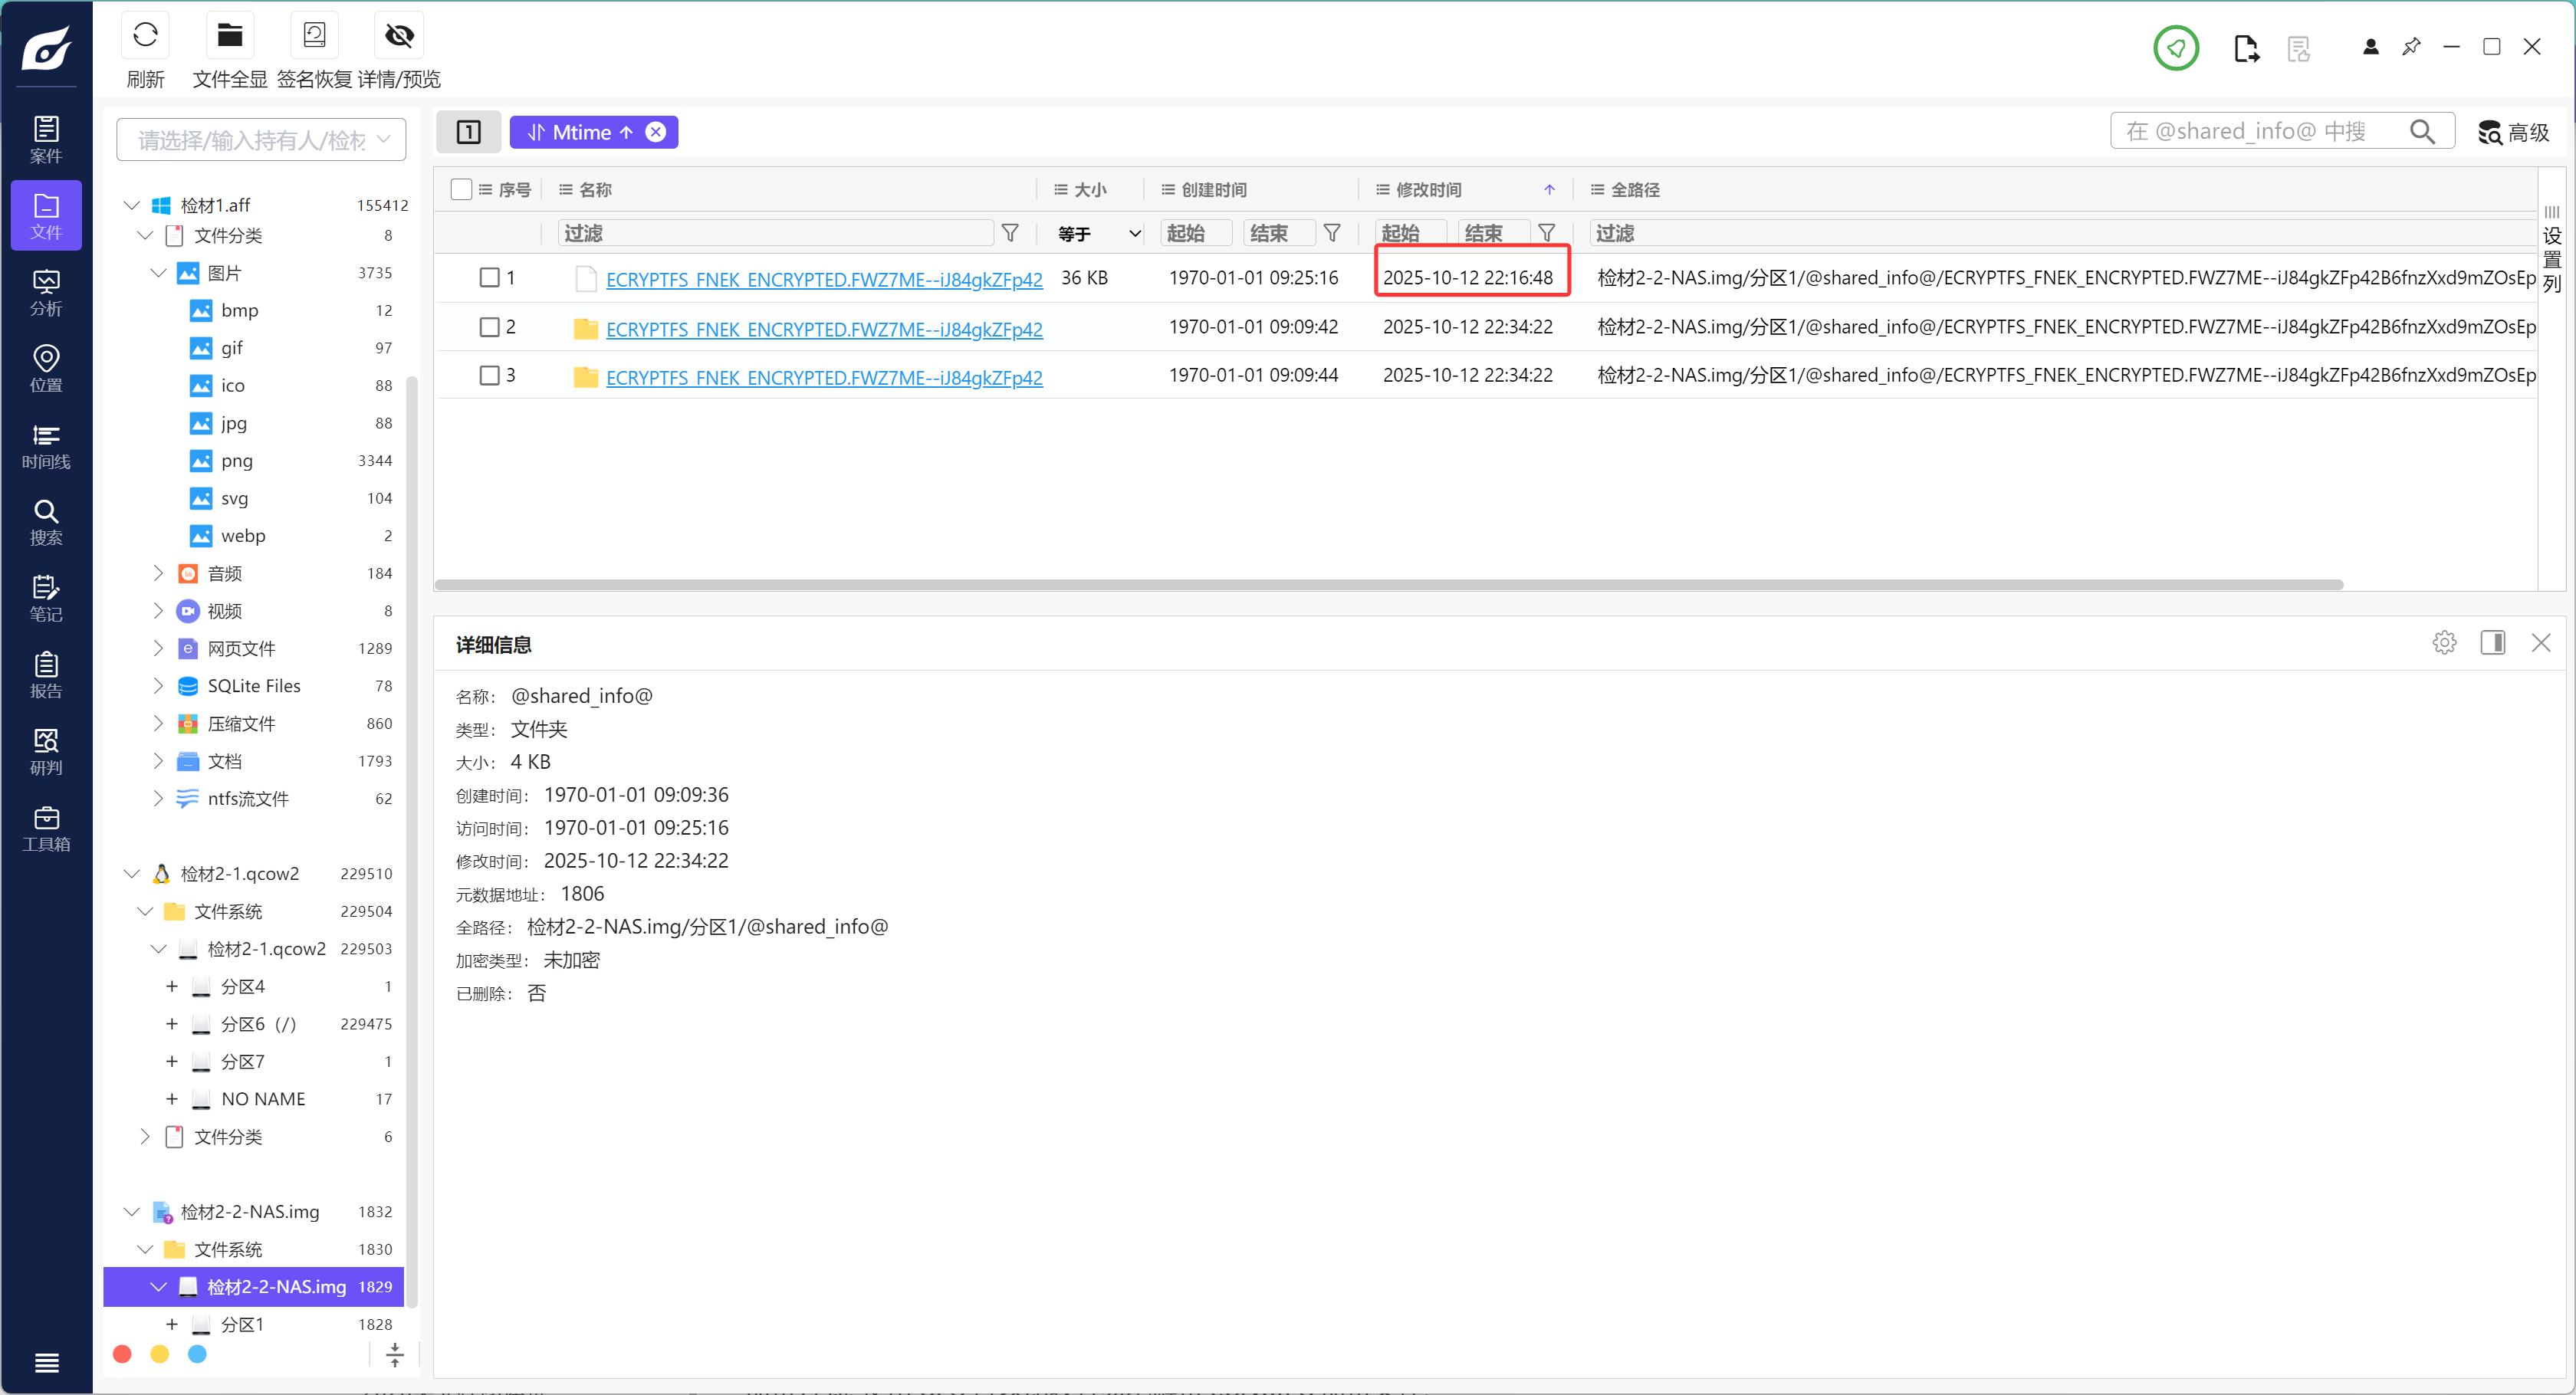 刷新
文件全显
签名恢复
详情/预览
案件
文件
分析
位置
时间线
搜索
笔记
报告
研判
工具箱
请选择/输入持有人/检材
检材1.aff 155412
文件分类 8
图片 3735
bmp 12
gif 97
ico 88
jpg 88
png 3344
svg 104
webp 2
音频 184
视频 8
网页文件 1289
SQLite Files 78
压缩文件 860
文档 1793
ntfs流文件 62
检材2-1.qcow2 229510
文件系统 229504
检材2-1.qcow2 229503
分区4 1
分区6（/） 229475
分区7 1
NO NAME 17
文件分类 6
检材2-2-NAS.img 1832
文件系统 1830
检材2-2-NAS.img 1829
分区1 1828
1
Mtime
在 @shared_info@ 中搜
高级
序号 名称 大小 创建时间 修改时间 全路径
过滤 等于 起始 结束 起始 结束 过滤
1 ECRYPTFS_FNEK_ENCRYPTED.FWZ7ME--iJ84gkZFp42 36 KB 1970-01-01 09:25:16 2025-10-12 22:16:48 检材2-2-NAS.img/分区1/@shared_info@/ECRYPTFS_FNEK_ENCRYPTED.FWZ7ME--iJ84gkZFp42B6fnzXxd9mZOsEp
2 ECRYPTFS_FNEK_ENCRYPTED.FWZ7ME--iJ84gkZFp42 1970-01-01 09:09:42 2025-10-12 22:34:22 检材2-2-NAS.img/分区1/@shared_info@/ECRYPTFS_FNEK_ENCRYPTED.FWZ7ME--iJ84gkZFp42B6fnzXxd9mZOsEp
3 ECRYPTFS_FNEK_ENCRYPTED.FWZ7ME--iJ84gkZFp42 1970-01-01 09:09:44 2025-10-12 22:34:22 检材2-2-NAS.img/分区1/@shared_info@/ECRYPTFS_FNEK_ENCRYPTED.FWZ7ME--iJ84gkZFp42B6fnzXxd9mZOsEp
设置列
详细信息
名称： @shared_info@
类型： 文件夹
大小： 4 KB
创建时间： 1970-01-01 09:09:36
访问时间： 1970-01-01 09:25:16
修改时间： 2025-10-12 22:34:22
元数据地址： 1806
全路径： 检材2-2-NAS.img/分区1/@shared_info@
加密类型： 未加密
已删除： 否